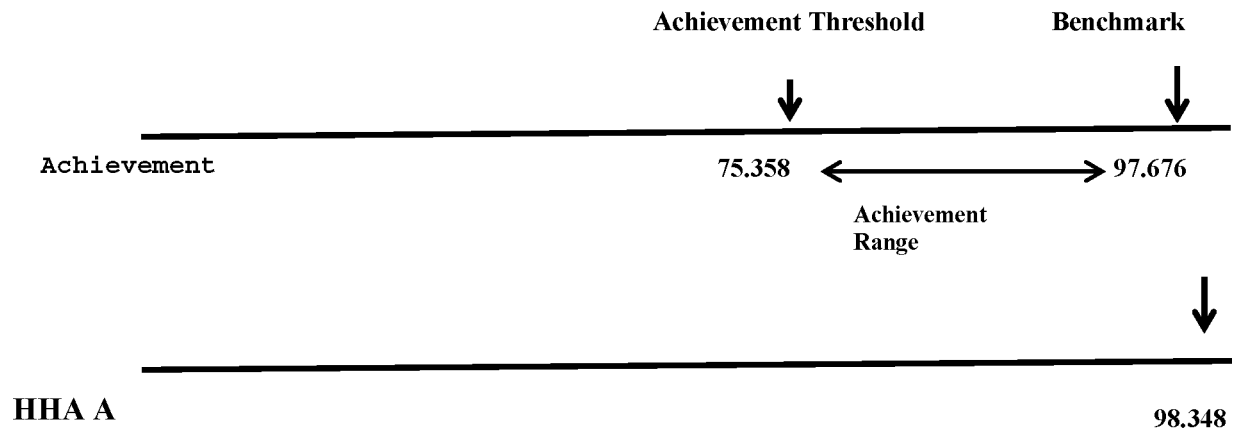 Achievement Threshold Benchmark
Achievement 75.358 97.676
Achievement
Range
HHA A
98.348